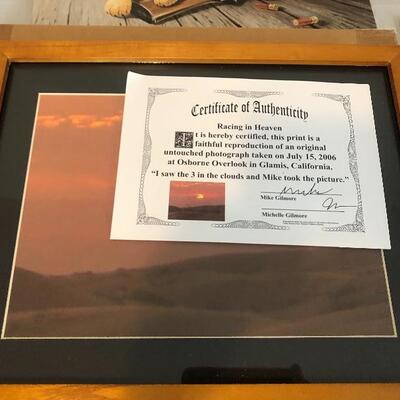 Certificate of Authenticity
Racing in Heaven
It is hereby certified, this print is a
faithful reproduction of an original
untouched photograph taken on July 15, 2006
at Osborne Overlook in Glamis, California.
“I saw the 3 in the clouds and Mike took the picture.”
Mike Gilmore
Michelle Gilmore